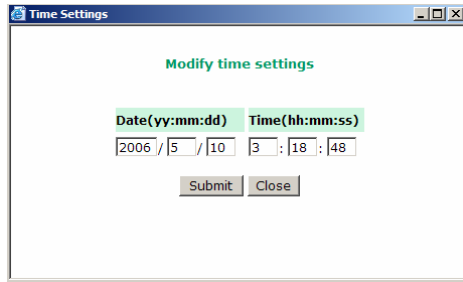 Time Settings
Modify time settings
Date(yy:mm:dd) Time(hh:mm:ss)
2006 / 5 / 10 3 : 18 : 48
Submit Close